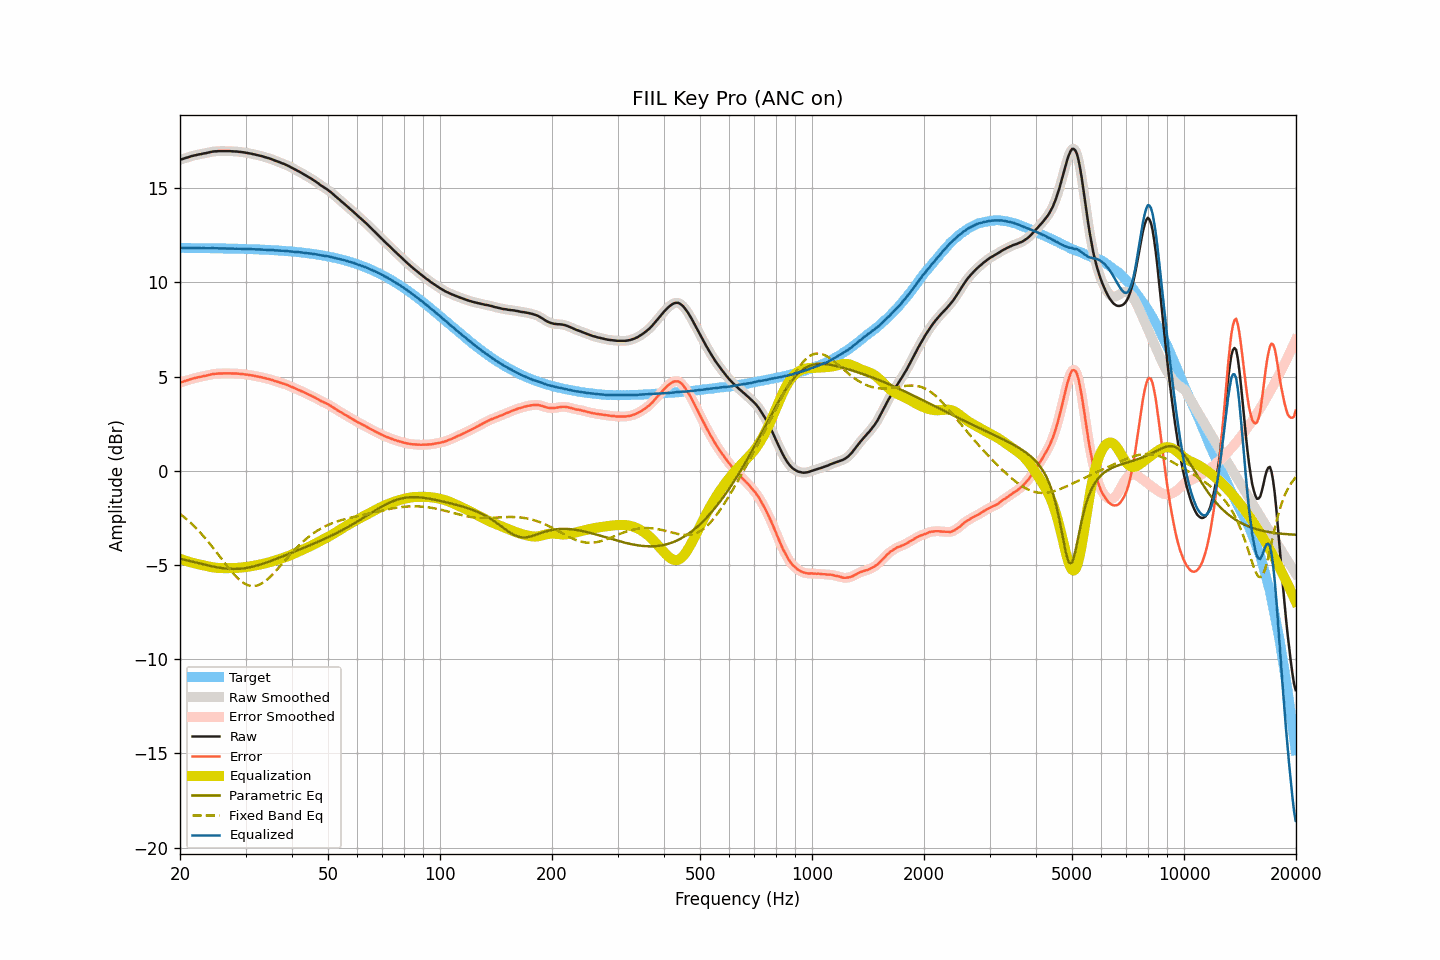 FIIL Key Pro (ANC on)
Amplitude (dBr)
15
10
5
0
−5
−10
−15
−20
Target
Raw Smoothed
Error Smoothed
Raw
Error
Equalization
Parametric Eq
Fixed Band Eq
Equalized
20 50 100 200 500 1000 2000 5000 10000 20000
Frequency (Hz)